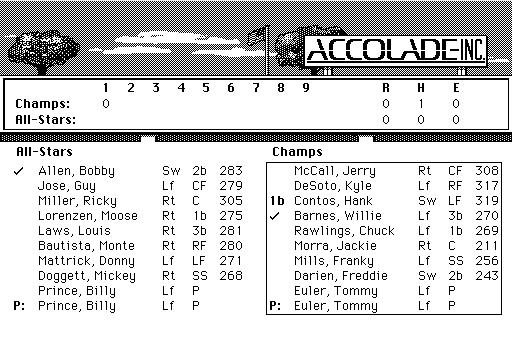 ACCOLADE-INC.
1 2 3 4 5 6 7 8 9 R H E
Champs: 0 0 1 0
All-Stars: 0 0 0
All-Stars
✓ Allen, Bobby Sw 2b 283
Jose, Guy Lf CF 279
Miller, Ricky Rt C 305
Lorenzen, Moose Rt 1b 275
Laws, Louis Rt 3b 281
Bautista, Monte Rt RF 280
Mattrick, Donny Lf LF 271
Doggett, Mickey Rt SS 268
Prince, Billy Lf P
P: Prince, Billy Lf P
Champs
McCall, Jerry Rt CF 308
DeSoto, Kyle Lf RF 317
1b Contos, Hank Sw LF 319
✓ Barnes, Willie Lf 3b 270
Rawlings, Chuck Lf 1b 269
Morra, Jackie Rt C 211
Mills, Franky Lf SS 256
Darien, Freddie Sw 2b 243
Euler, Tommy Lf P
P: Euler, Tommy Lf P